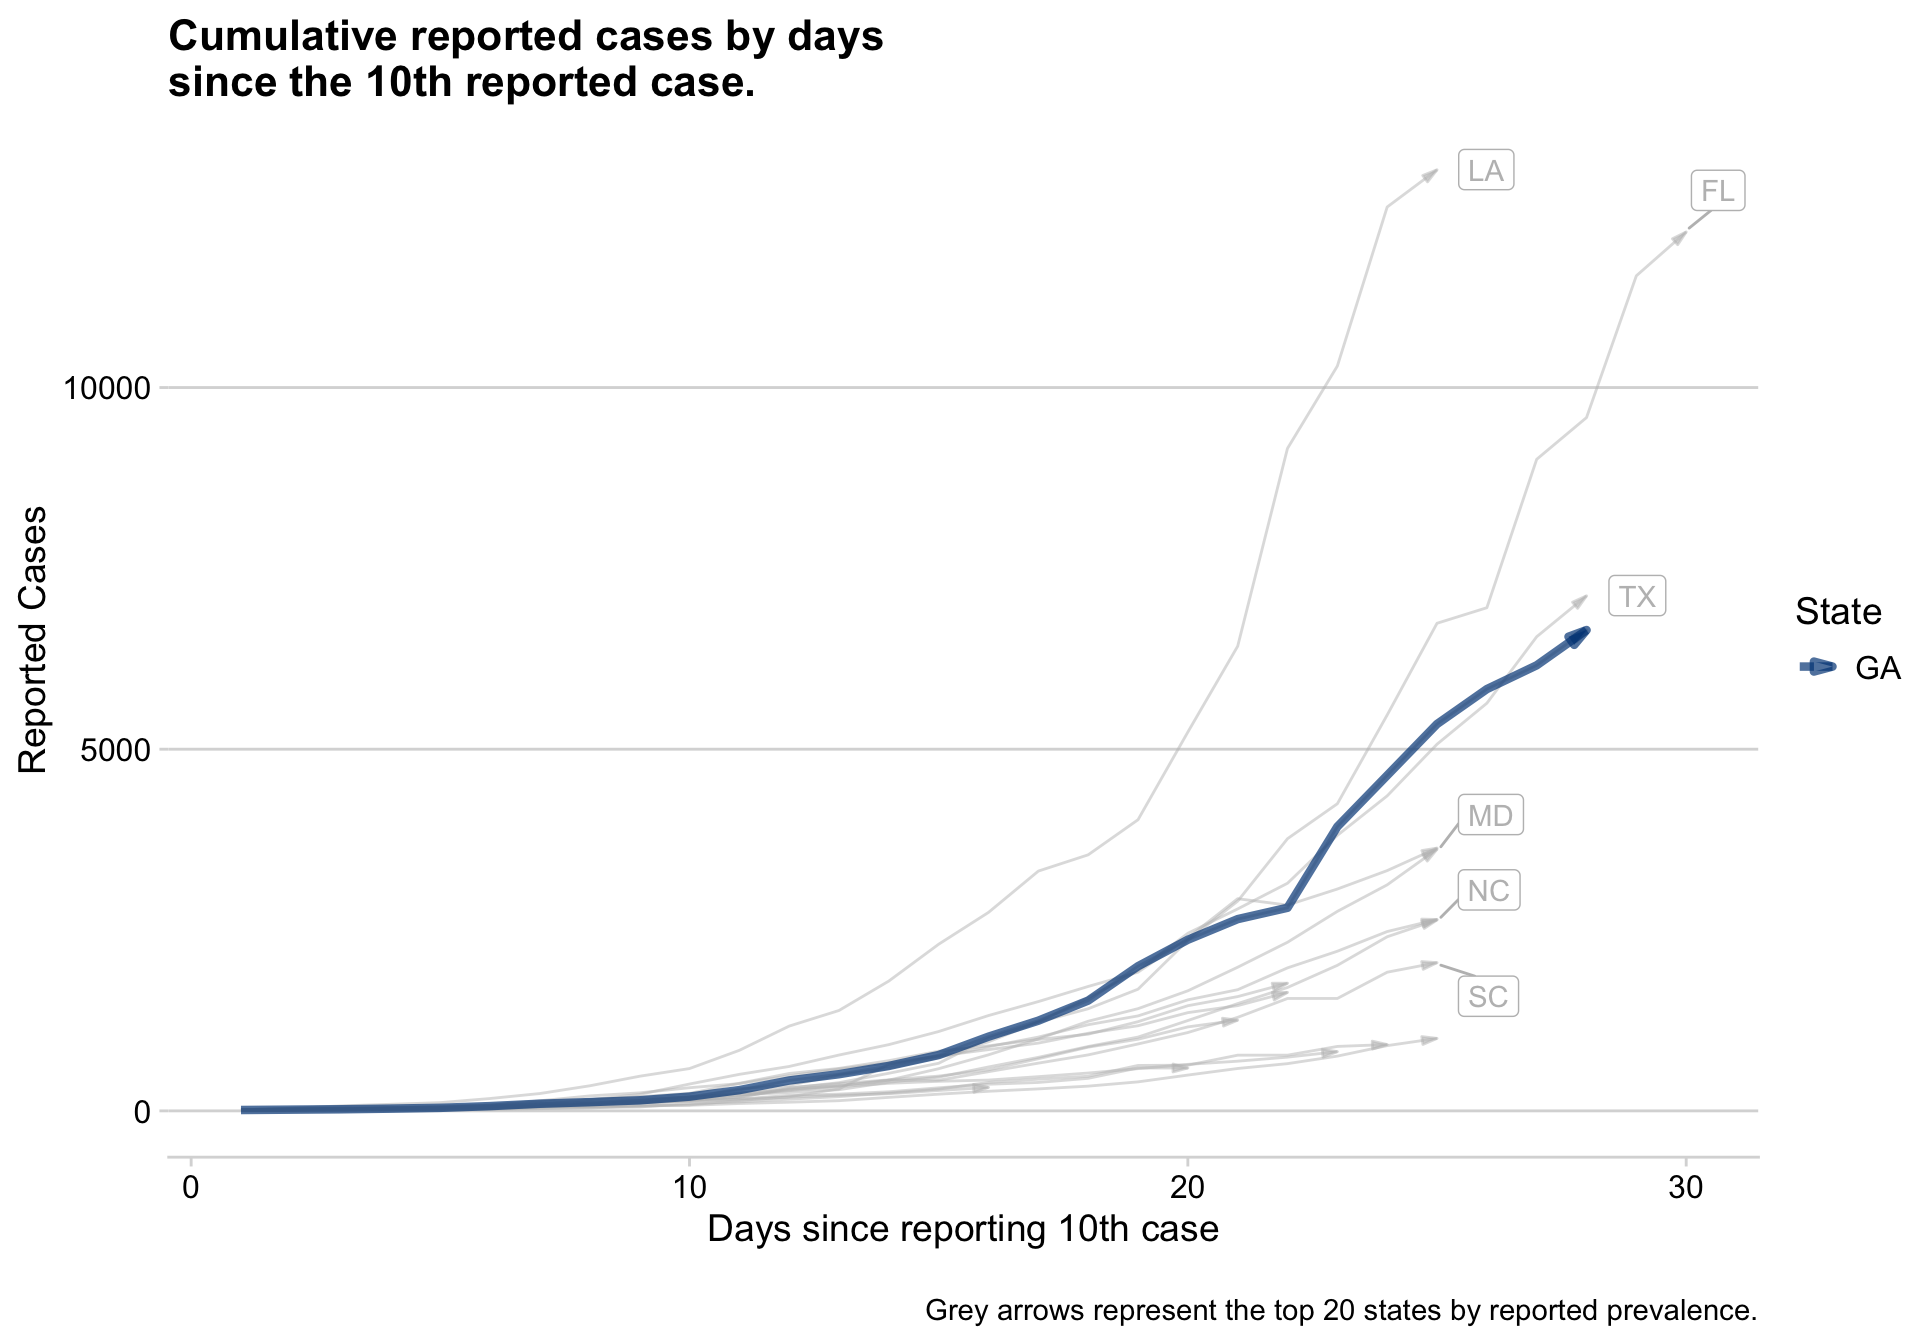 Cumulative reported cases by days
since the 10th reported case.
LA
FL
10000
TX
Reported Cases
State
GA
5000
MD
NC
SC
0
0 10 20 30
Days since reporting 10th case
Grey arrows represent the top 20 states by reported prevalence.